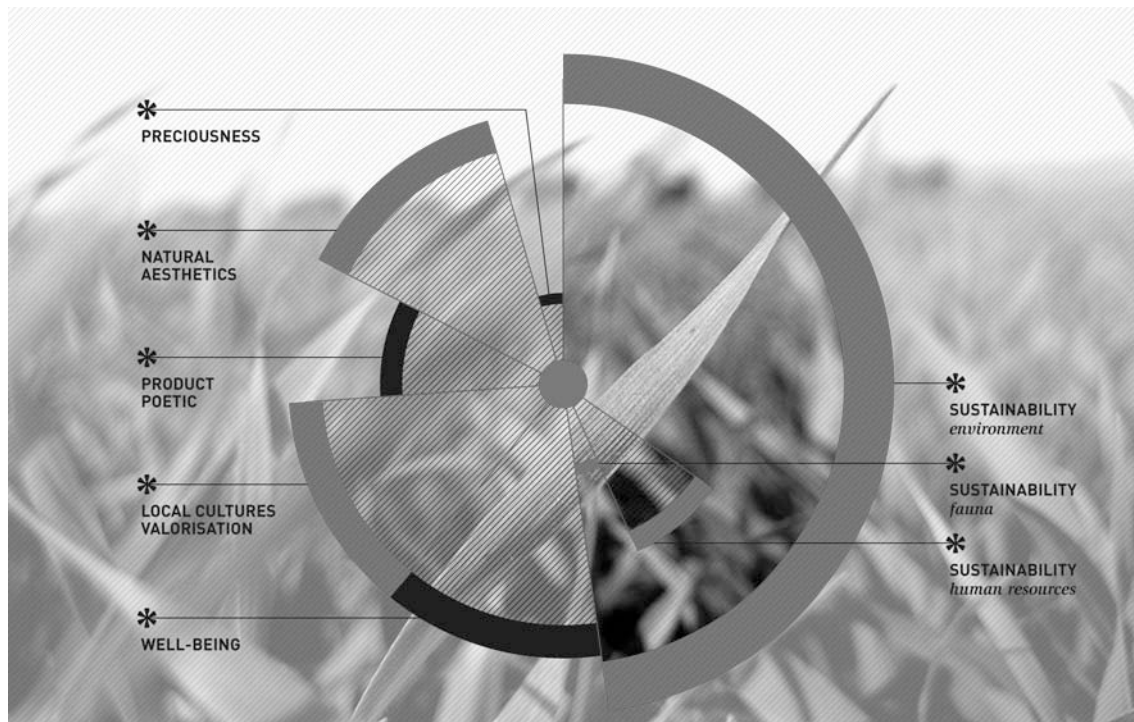 *
PRECIOUSNESS
*
NATURAL
AESTHETICS
*
PRODUCT
POETIC
*
LOCAL CULTURES
VALORISATION
*
WELL-BEING
*
SUSTAINABILITY
environment
*
SUSTAINABILITY
fauna
*
SUSTAINABILITY
human resources